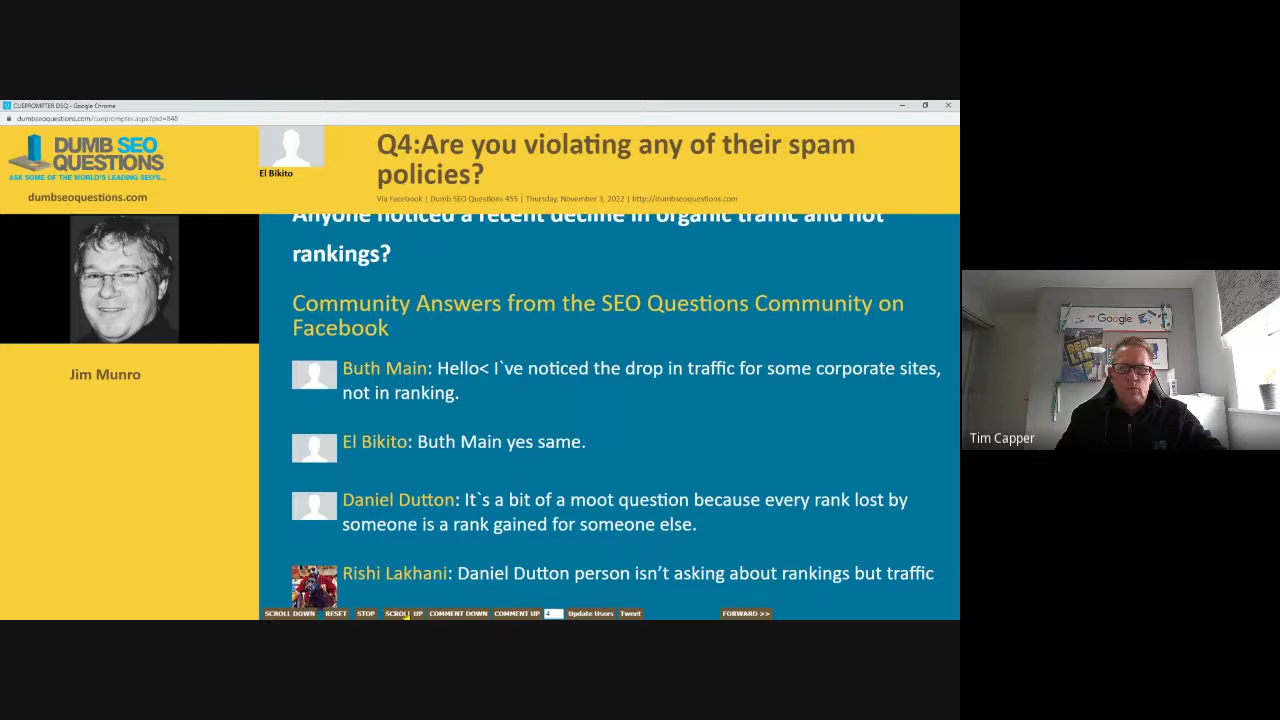 CUEPROMPTER DSQ - Google Chrome
dumbseoquestions.com/cueprompter.aspx?pid=848
DUMB SEO
QUESTIONS
ASK SOME OF THE WORLD'S LEADING SEO'S...
dumbseoquestions.com
El Bikito
Q4:Are you violating any of their spam
policies?
Via Facebook | Dumb SEO Questions 455 | Thursday, November 3, 2022 | http://dumbseoquestions.com
Jim Munro
Anyone noticed a recent decline in organic traffic and not
rankings?
Community Answers from the SEO Questions Community on
Facebook
Buth Main: Hello< I`ve noticed the drop in traffic for some corporate sites,
not in ranking.
El Bikito: Buth Main yes same.
Daniel Dutton: It`s a bit of a moot question because every rank lost by
someone is a rank gained for someone else.
Rishi Lakhani: Daniel Dutton person isn’t asking about rankings but traffic
SCROLL DOWN RESET STOP SCROLL UP COMMENT DOWN COMMENT UP 4 Update Users Tweet FORWARD >>
Google
Tim Capper